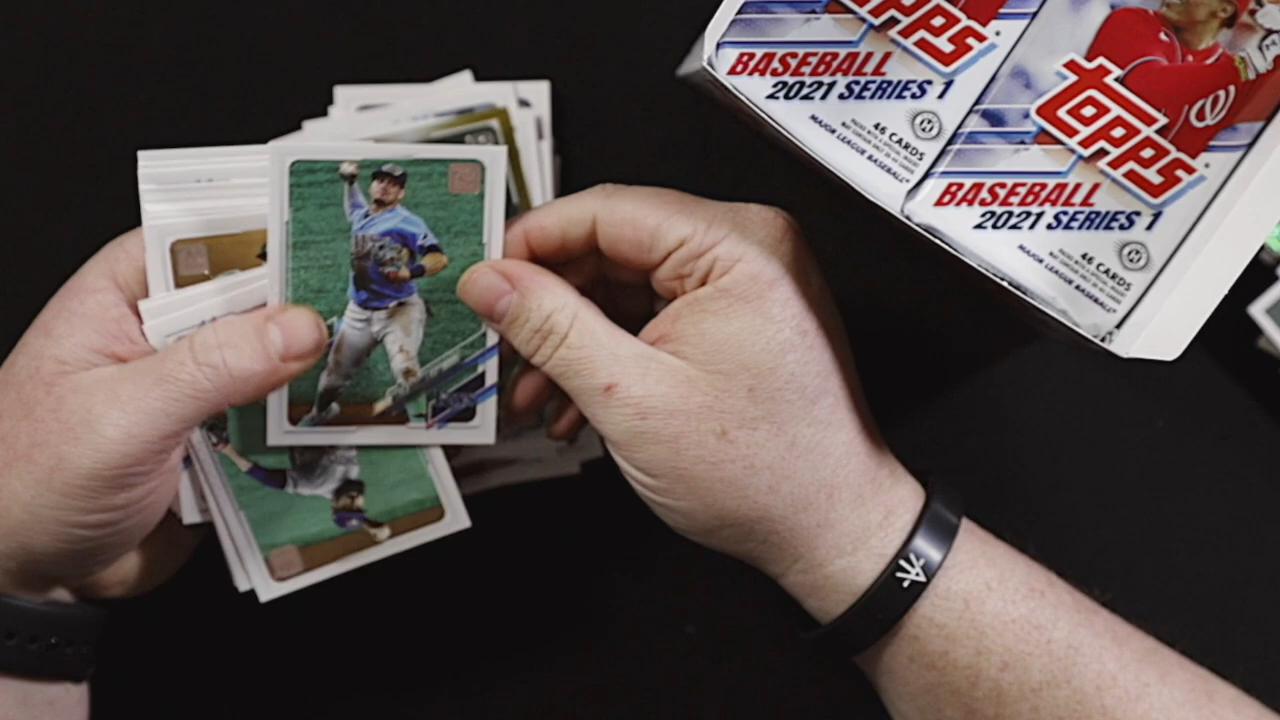 TOPPS
BASEBALL
2021 SERIES 1
46 CARDS
MAJOR LEAGUE BASEBALL
TOPPS
BASEBALL
2021 SERIES 1
46 CARDS
MAJOR LEAGUE BASEBALL